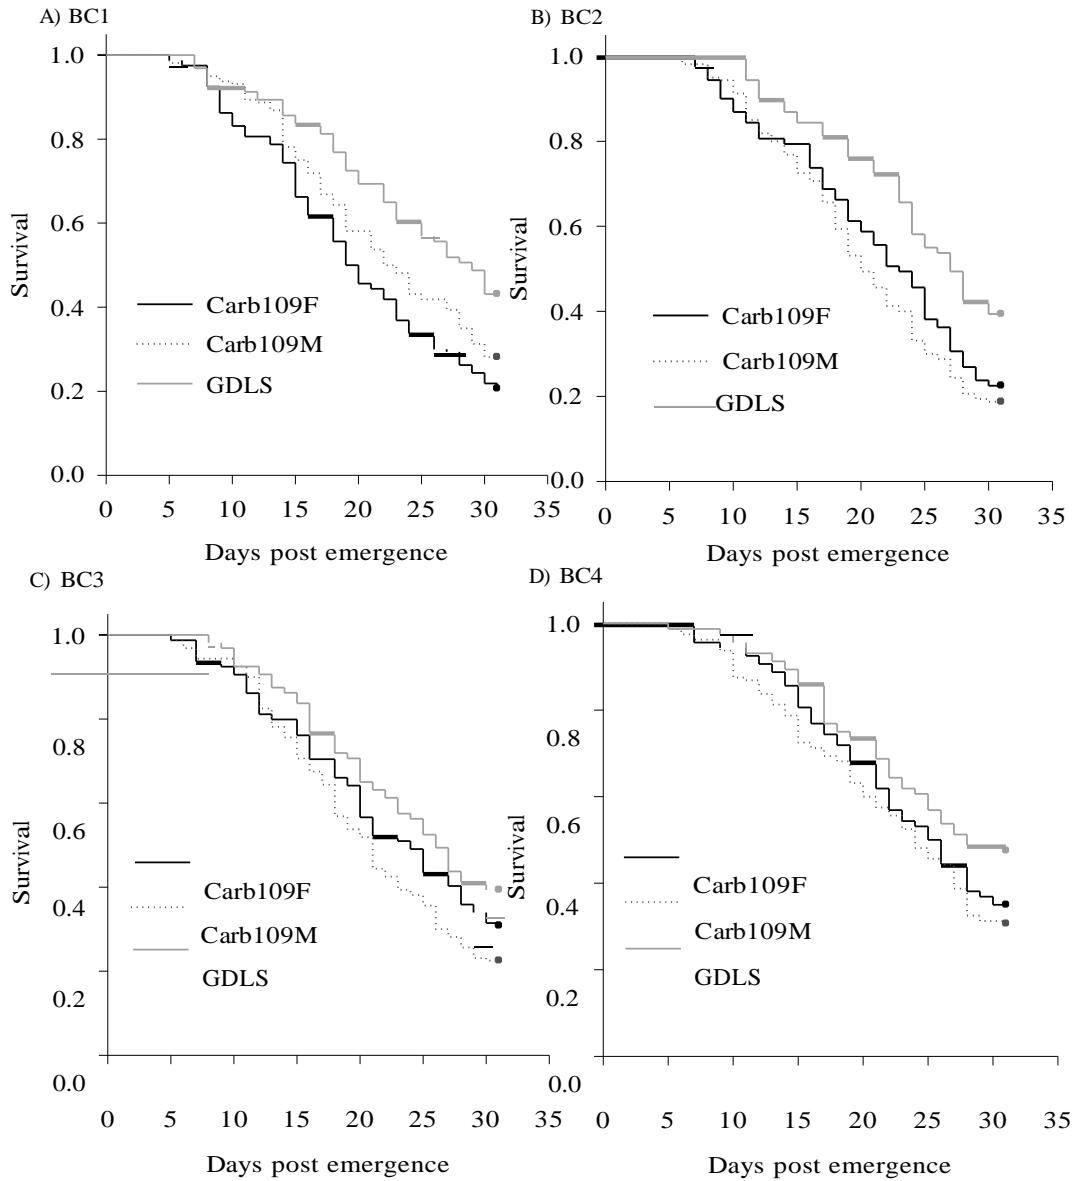 A) BC1
1.0
0.8
0.6
0.4
0.2
0.0
Survival
Carb109F
Carb109M
GDLS
0 5 10 15 20 25 30 35
Days post emergence
B) BC2
1.0
0.8
0.6
0.4
0.2
0.0
Survival
Carb109F
Carb109M
GDLS
0 5 10 15 20 25 30 35
Days post emergence
C) BC3
1.0
0.8
0.6
0.4
0.2
0.0
Survival
Carb109F
Carb109M
GDLS
0 5 10 15 20 25 30 35
Days post emergence
D) BC4
1.0
0.8
0.6
0.4
0.2
0.0
Survival
Carb109F
Carb109M
GDLS
0 5 10 15 20 25 30 35
Days post emergence